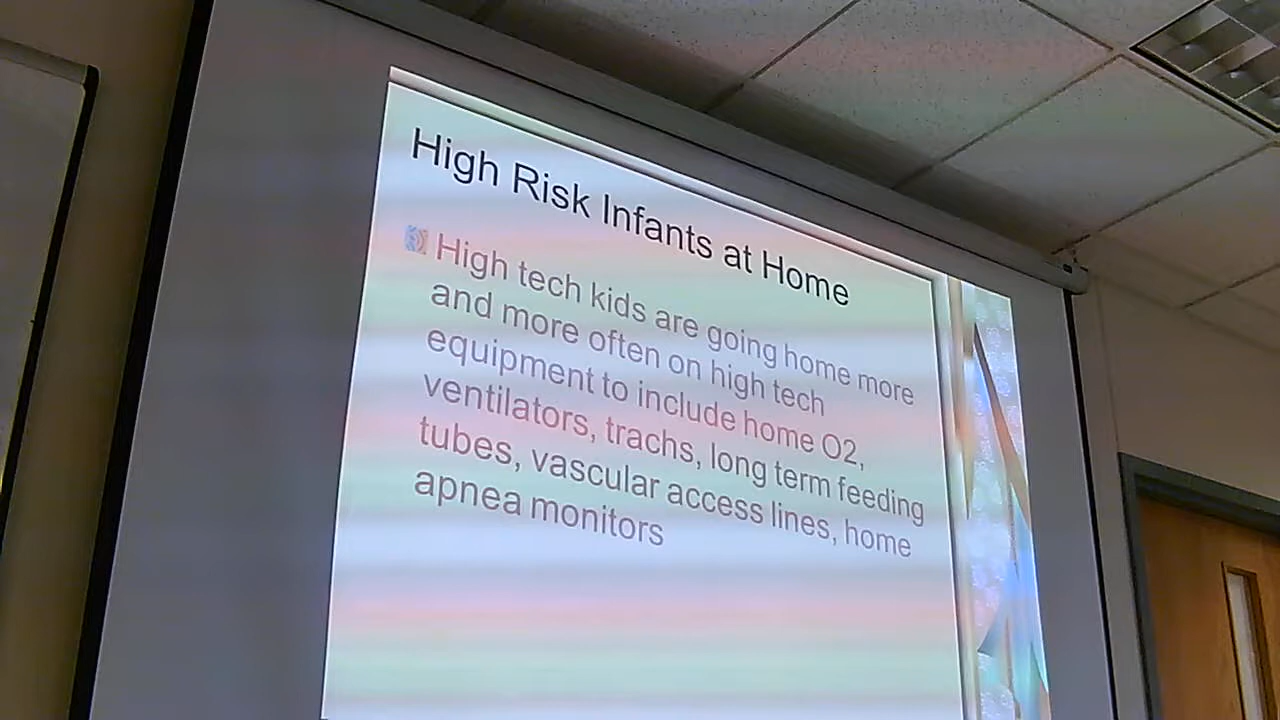 High Risk Infants at Home
High tech kids are going home more
and more often on high tech
equipment to include home O2,
ventilators, trachs, long term feeding
tubes, vascular access lines, home
apnea monitors